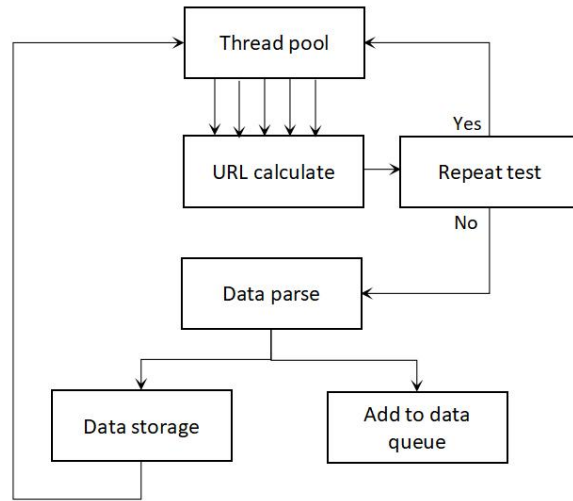 Thread pool
Yes
URL calculate
Repeat test
No
Data parse
Data storage
Add to data
queue